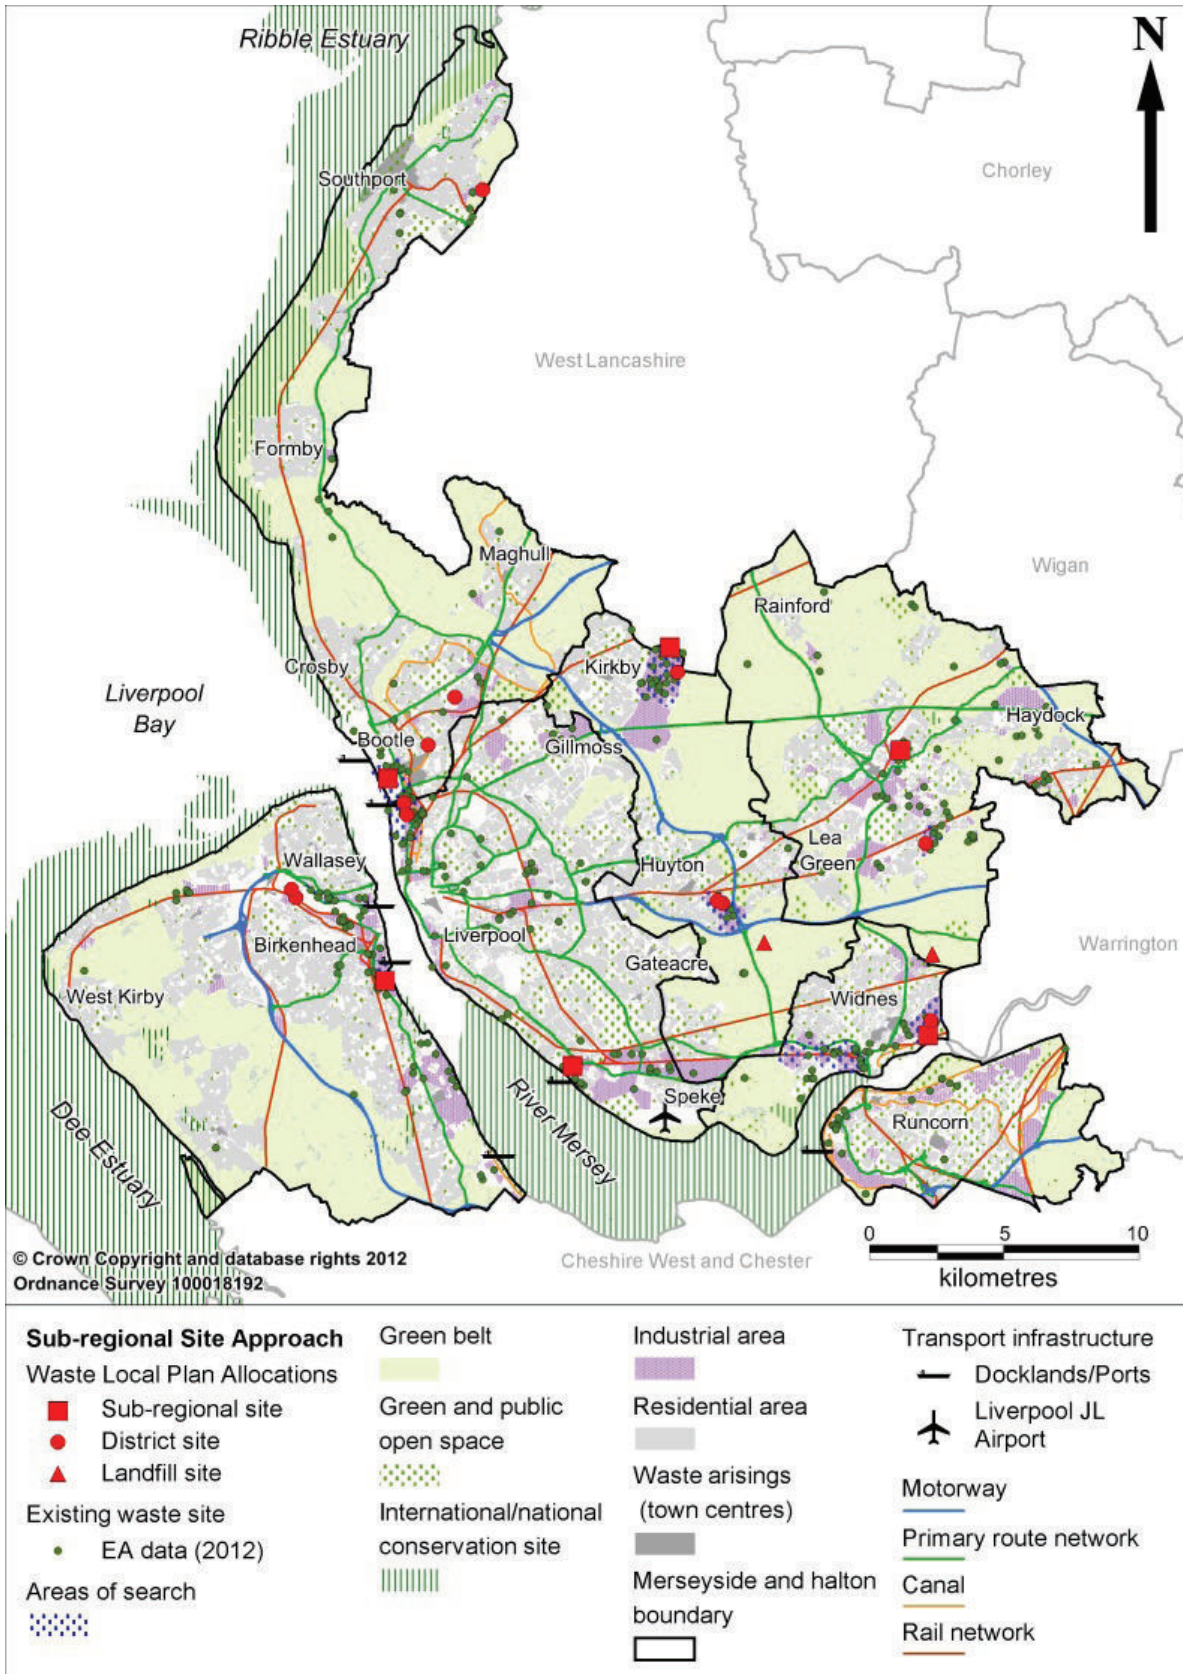 Ribble Estuary
N
Chorley
Southport
West Lancashire
Formby
Maghull
Wigan
Rainford
Crosby
Kirkby
Liverpool
Bay
Haydock
Bootle
Gillmoss
Wallasey
Huyton
Lea
Green
Birkenhead
Liverpool
Gateacre
Warrington
West Kirby
Widnes
Dee Estuary
River Mersey
Speke
Runcorn
Cheshire West and Chester
0 5 10
kilometres
© Crown Copyright and database rights 2012
Ordnance Survey 100018192
Sub-regional Site Approach
Waste Local Plan Allocations
Sub-regional site
District site
Landfill site
Existing waste site
EA data (2012)
Areas of search
Green belt
Green and public
open space
International/national
conservation site
Industrial area
Residential area
Waste arisings
(town centres)
Merseyside and halton
boundary
Transport infrastructure
Docklands/Ports
Liverpool JL
Airport
Motorway
Primary route network
Canal
Rail network